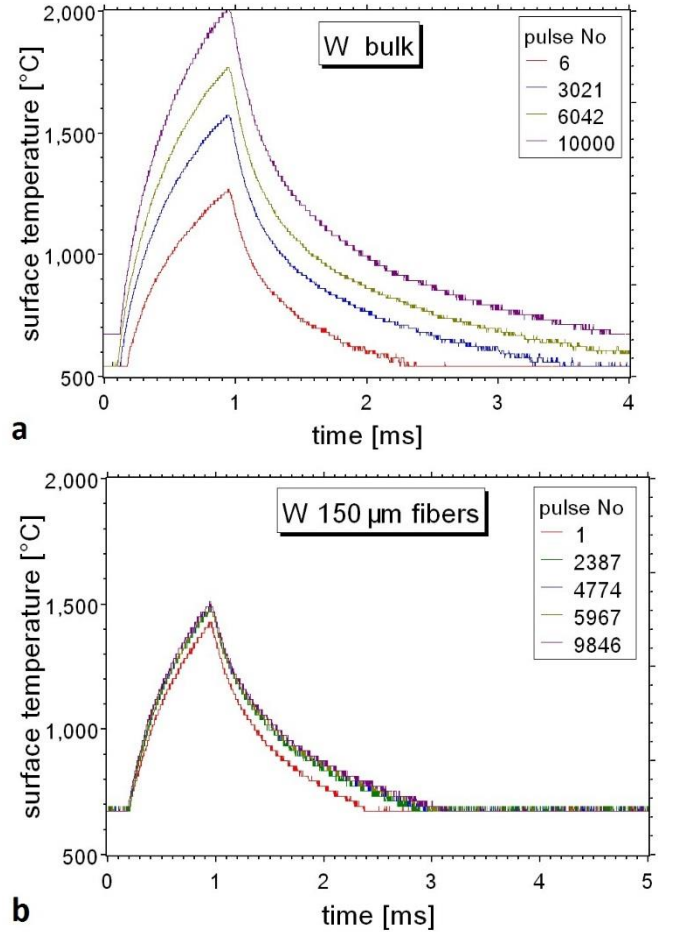 2,000
W bulk
pulse No
6
3021
6042
10000
1,500
1,000
500
surface temperature [°C]
0
1
2
3
4
time [ms]
a
2,000
W 150 µm fibers
pulse No
1
2387
4774
5967
9846
1,500
1,000
500
surface temperature [°C]
0
1
2
3
4
5
time [ms]
b